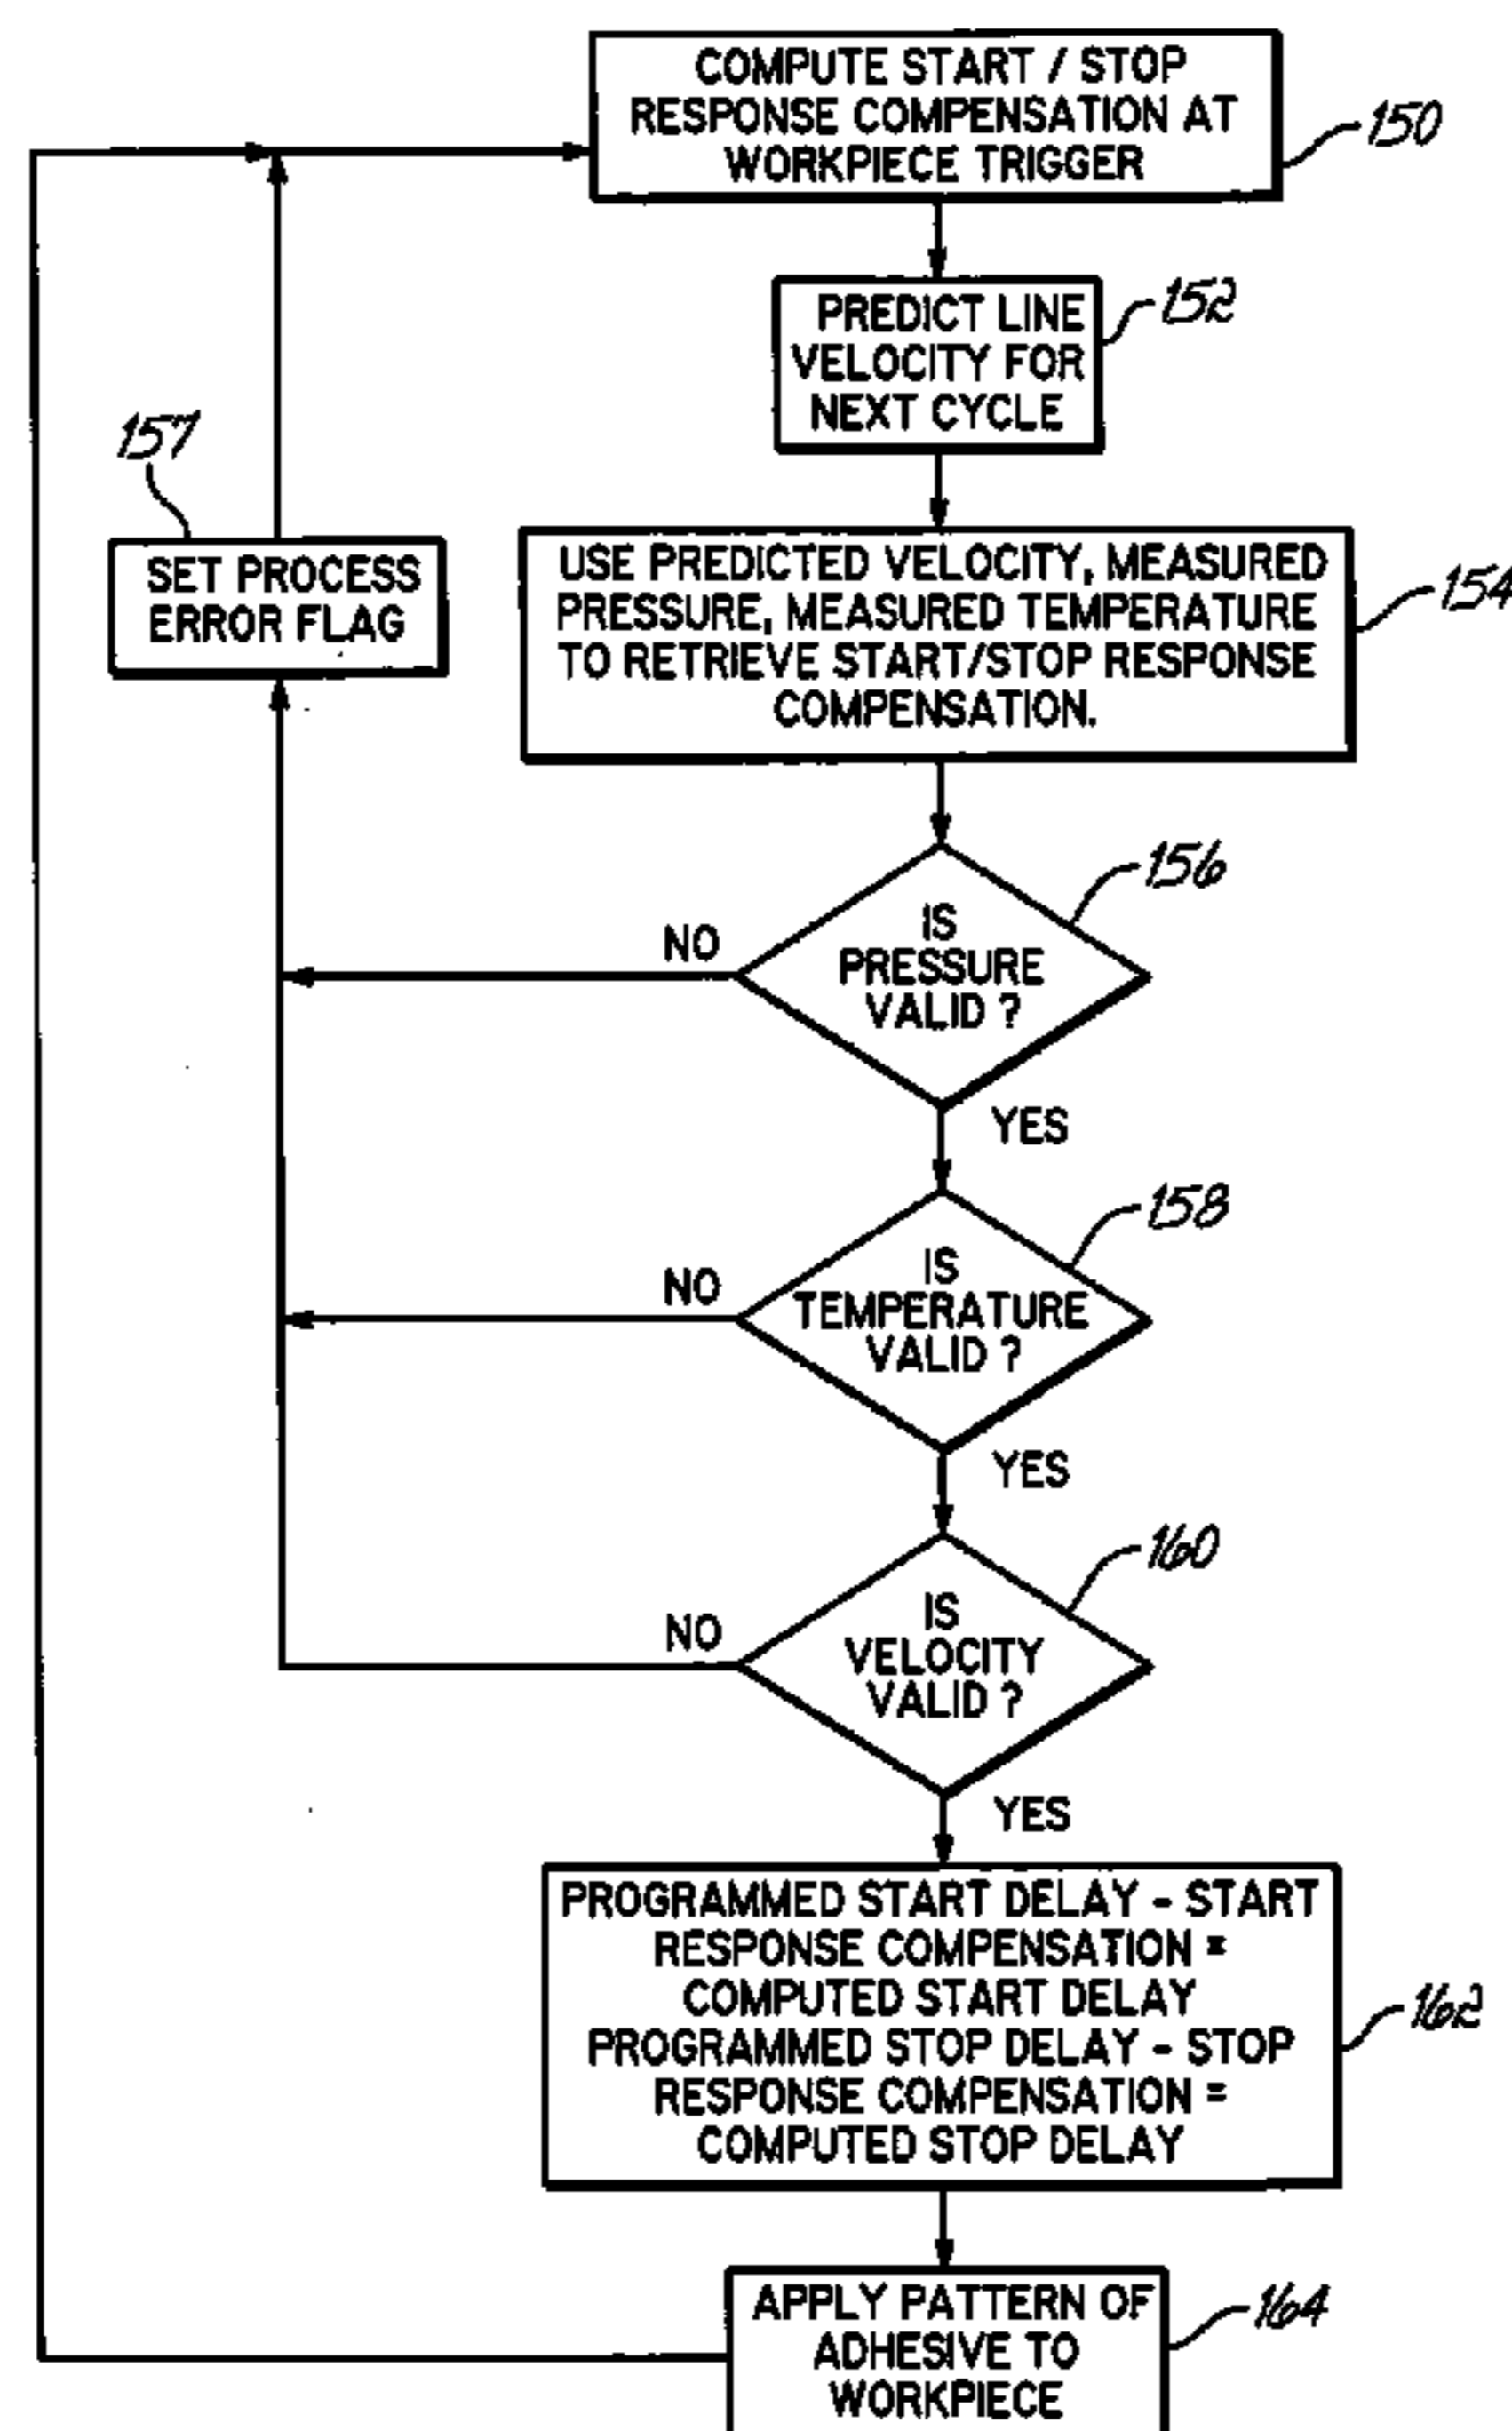 COMPUTE START / STOP
RESPONSE COMPENSATION AT
WORKPIECE TRIGGER
150
PREDICT LINE
VELOCITY FOR
NEXT CYCLE
152
157
SET PROCESS
ERROR FLAG
USE PREDICTED VELOCITY, MEASURED
PRESSURE, MEASURED TEMPERATURE
TO RETRIEVE START/STOP RESPONSE
COMPENSATION.
154
156
NO
IS
PRESSURE
VALID ?
YES
158
NO
IS
TEMPERATURE
VALID ?
YES
160
NO
IS
VELOCITY
VALID ?
YES
PROGRAMMED START DELAY - START
RESPONSE COMPENSATION =
COMPUTED START DELAY
PROGRAMMED STOP DELAY - STOP
RESPONSE COMPENSATION =
COMPUTED STOP DELAY
162
APPLY PATTERN OF
ADHESIVE TO
WORKPIECE
164